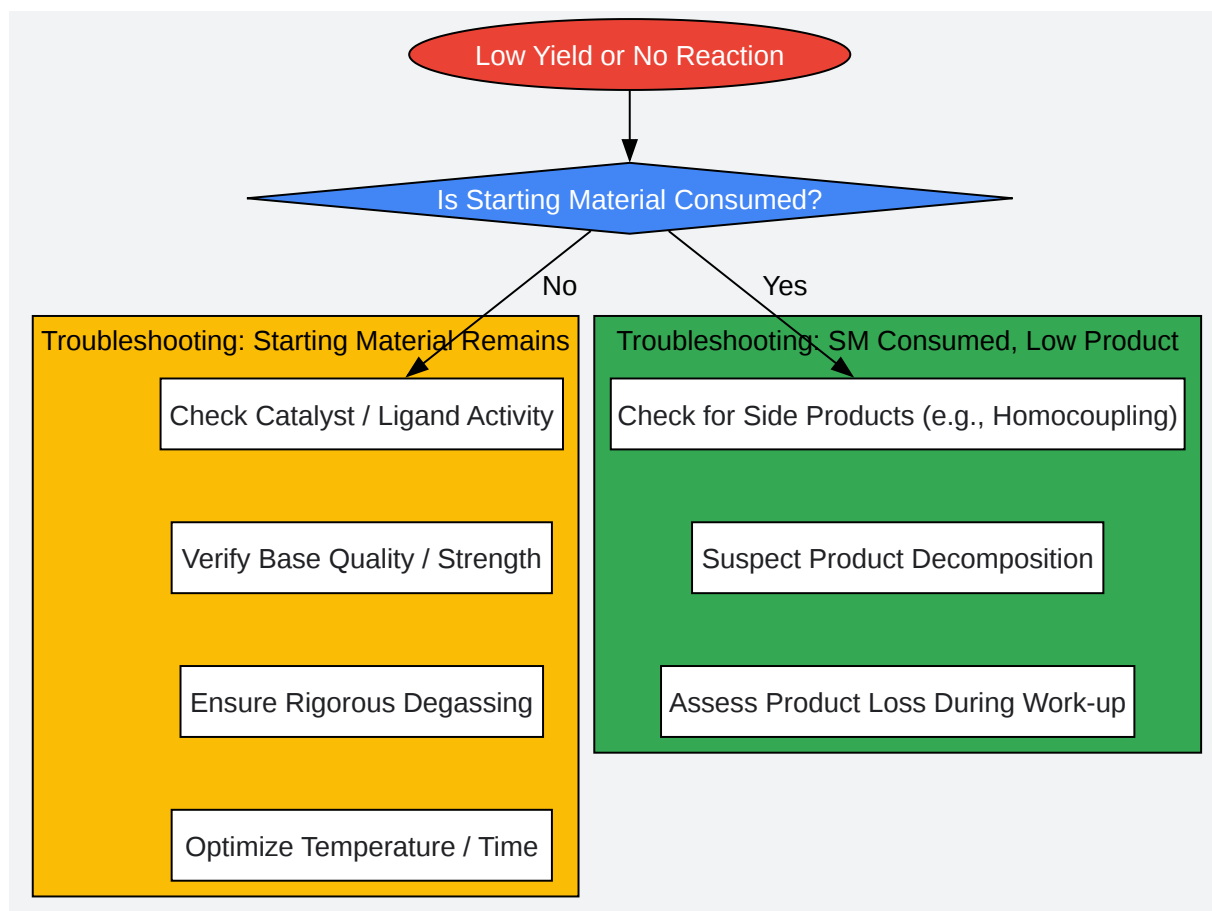 Low Yield or No Reaction
Is Starting Material Consumed?
No
Yes
Troubleshooting: Starting Material Remains
Check Catalyst / Ligand Activity
Verify Base Quality / Strength
Ensure Rigorous Degassing
Optimize Temperature / Time
Troubleshooting: SM Consumed, Low Product
Check for Side Products (e.g., Homocoupling)
Suspect Product Decomposition
Assess Product Loss During Work-up